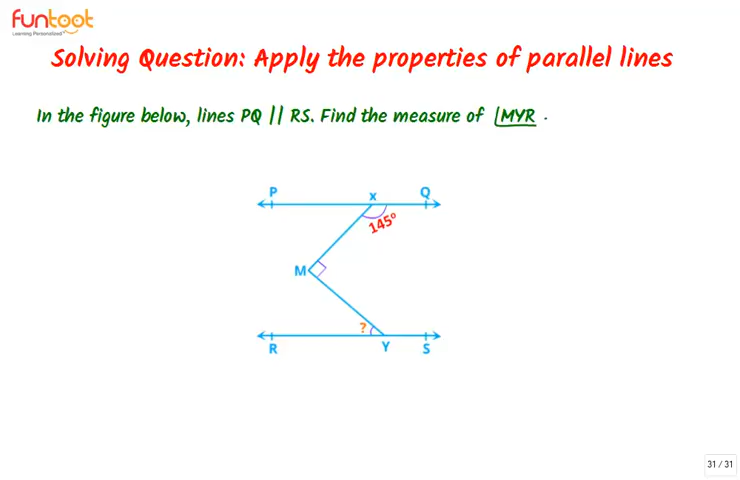 funtoot
Learning Personalized
Solving Question: Apply the properties of parallel lines
In the figure below, lines PQ || RS. Find the measure of ∠MYR .
P X Q
145°
M
?
R Y S
31 / 31